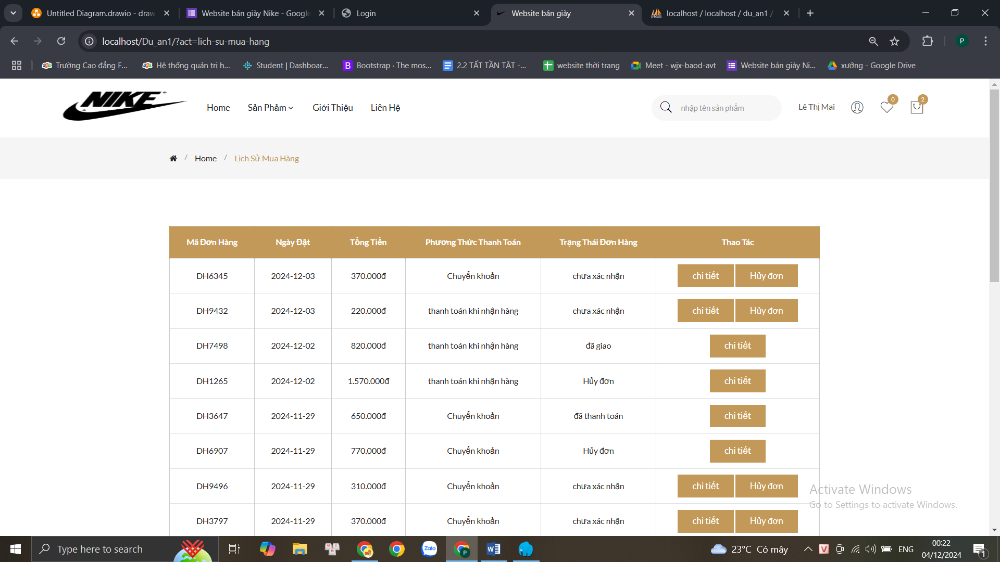 Untitled Diagram.drawio - draw
Website bán giày Nike - Google
Login
Website bán giày
localhost / localhost / du_an1 /
localhost/Du_an1/?act=lich-su-mua-hang
P
Trường Cao đẳng F...
Hệ thống quản trị h...
Student | Dashboar...
Bootstrap · The mos...
2.2 TẤT TẦN TẬT -...
website thời trang
Meet - wjx-baod-avt
Website bán giày Ni...
xưởng - Google Drive
NIKE
Home
Sản Phẩm
Giới Thiệu
Liên Hệ
nhập tên sản phẩm
Lê Thị Mai
0
2
/ Home / Lịch Sử Mua Hàng
Mã Đơn Hàng Ngày Đặt Tổng Tiền Phương Thức Thanh Toán Trạng Thái Đơn Hàng Thao Tác
DH6345 2024-12-03 370.000đ Chuyển khoản chưa xác nhận chi tiết Hủy đơn
DH9432 2024-12-03 220.000đ thanh toán khi nhận hàng chưa xác nhận chi tiết Hủy đơn
DH7498 2024-12-02 820.000đ thanh toán khi nhận hàng đã giao chi tiết
DH1265 2024-12-02 1.570.000đ thanh toán khi nhận hàng Hủy đơn chi tiết
DH3647 2024-11-29 650.000đ Chuyển khoản đã thanh toán chi tiết
DH6907 2024-11-29 770.000đ Chuyển khoản Hủy đơn chi tiết
DH9496 2024-11-29 310.000đ Chuyển khoản chưa xác nhận chi tiết Hủy đơn
DH3797 2024-11-29 370.000đ Chuyển khoản chưa xác nhận chi tiết Hủy đơn
Activate Windows
Go to Settings to activate Windows.
Type here to search
Zalo
P
23°C Có mây
V
ENG
00:22
04/12/2024
1